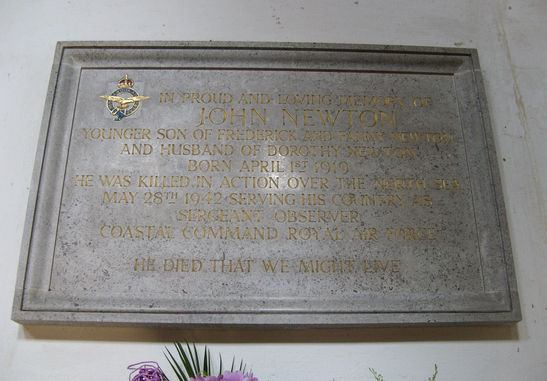 IN PROUD AND LOVING MEMORY OF
JOHN NEWTON
YOUNGER SON OF FREDERICK AND NEWTON
AND HUSBAND OF DOROTHY NEWTON
BORN APRIL 1ST 1919
HE WAS KILLED IN ACTION OVER THE NORTH SEA
MAY 28TH 1942 SERVING HIS COUNTRY AS
SERGEANT OBSERVER
COASTAL COMMAND ROYAL AIR FORCE
HE DIED THAT WE MIGHT LIVE